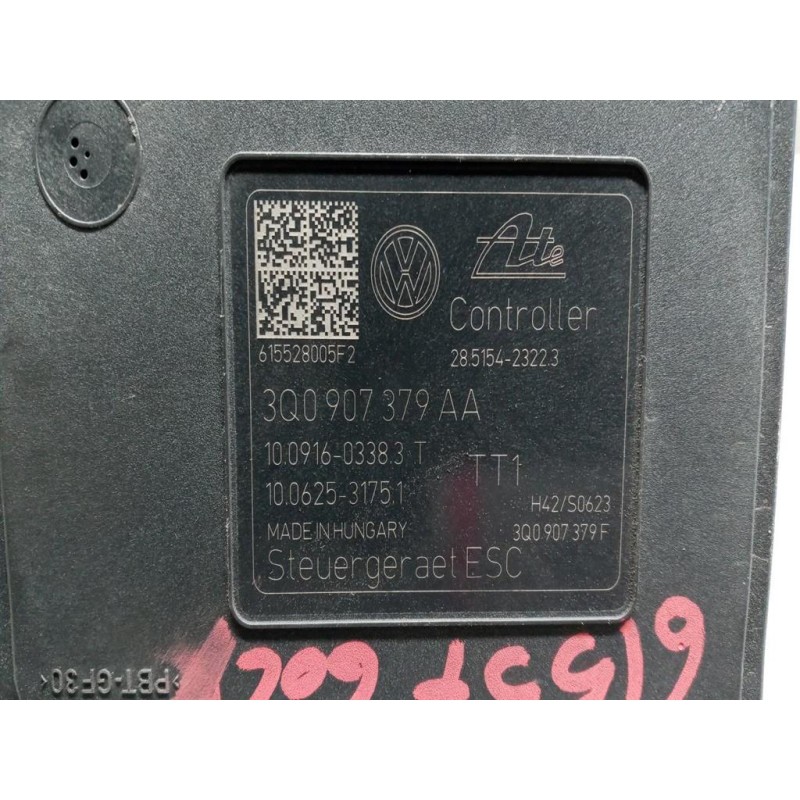 VW
Ate
Controller
615528005F2
28.5154-2322.3
3Q0 907 379 AA
10.0916-0338.3 T
TT1
10.0625-3175.1
H42/S0623
MADE IN HUNGARY
3Q0 907 379 F
Steuergeraet ESC
>PBT-GF30<